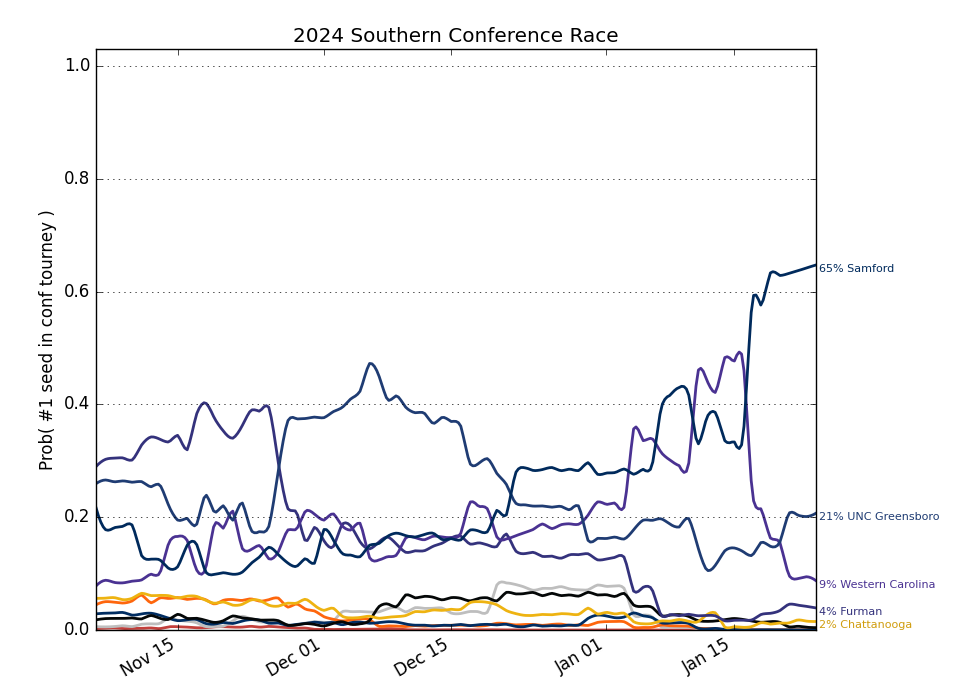 2024 Southern Conference Race
Prob( #1 seed in conf tourney )
1.0
0.8
0.6
0.4
0.2
0.0
65% Samford
21% UNC Greensboro
9% Western Carolina
4% Furman
2% Chattanooga
Nov 15
Dec 01
Dec 15
Jan 01
Jan 15